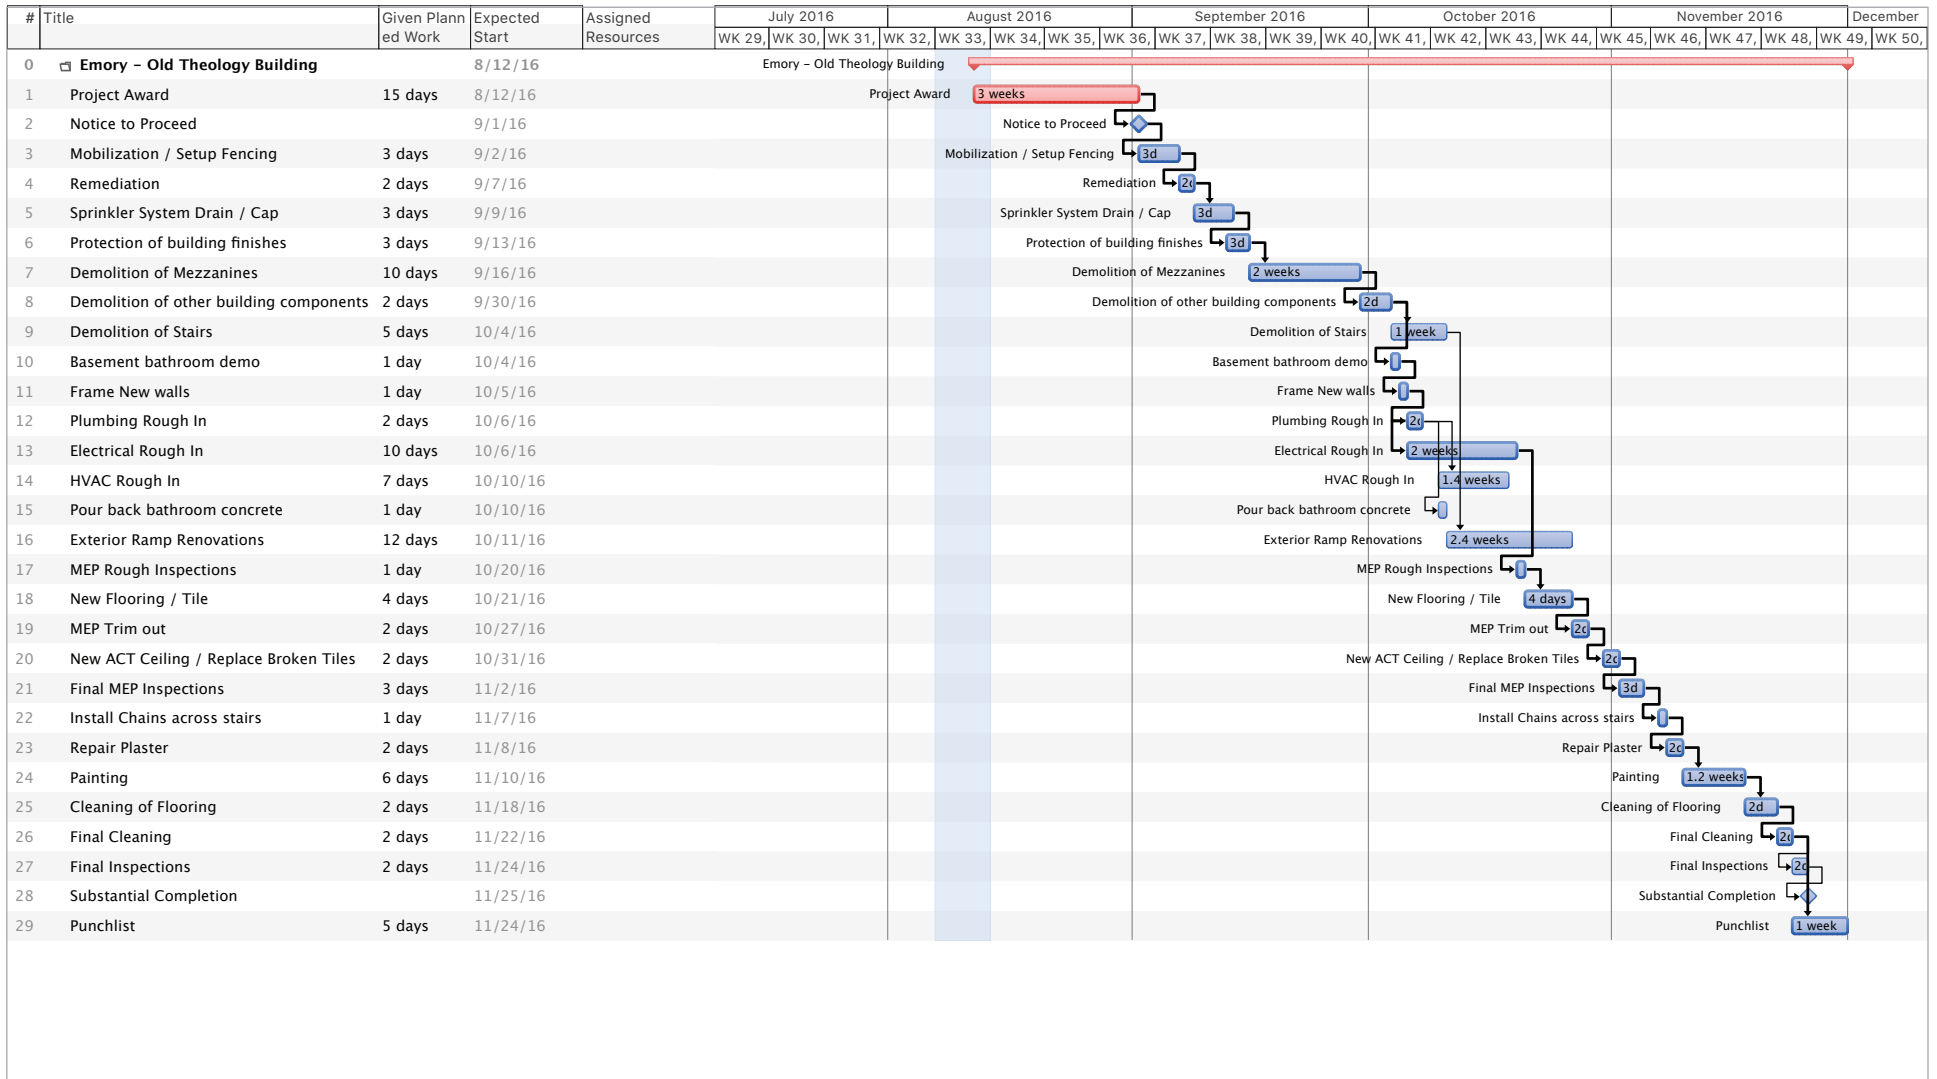 # Title Given Plann Expected Assigned July 2016 August 2016 September 2016 October 2016 November 2016 December
ed Work Start Resources WK 29, WK 30, WK 31, WK 32, WK 33, WK 34, WK 35, WK 36, WK 37, WK 38, WK 39, WK 40, WK 41, WK 42, WK 43, WK 44, WK 45, WK 46, WK 47, WK 48, WK 49, WK 50,
0 Emory - Old Theology Building 8/12/16 Emory - Old Theology Building
1 Project Award 15 days 8/12/16 Project Award 3 weeks
2 Notice to Proceed 9/1/16 Notice to Proceed
3 Mobilization / Setup Fencing 3 days 9/2/16 Mobilization / Setup Fencing 3d
4 Remediation 2 days 9/7/16 Remediation 2d
5 Sprinkler System Drain / Cap 3 days 9/9/16 Sprinkler System Drain / Cap 3d
6 Protection of building finishes 3 days 9/13/16 Protection of building finishes 3d
7 Demolition of Mezzanines 10 days 9/16/16 Demolition of Mezzanines 2 weeks
8 Demolition of other building components 2 days 9/30/16 Demolition of other building components 2d
9 Demolition of Stairs 5 days 10/4/16 Demolition of Stairs 1 week
10 Basement bathroom demo 1 day 10/4/16 Basement bathroom demo
11 Frame New walls 1 day 10/5/16 Frame New walls
12 Plumbing Rough In 2 days 10/6/16 Plumbing Rough In 2d
13 Electrical Rough In 10 days 10/6/16 Electrical Rough In 2 weeks
14 HVAC Rough In 7 days 10/10/16 HVAC Rough In 1.4 weeks
15 Pour back bathroom concrete 1 day 10/10/16 Pour back bathroom concrete
16 Exterior Ramp Renovations 12 days 10/11/16 Exterior Ramp Renovations 2.4 weeks
17 MEP Rough Inspections 1 day 10/20/16 MEP Rough Inspections
18 New Flooring / Tile 4 days 10/21/16 New Flooring / Tile 4 days
19 MEP Trim out 2 days 10/27/16 MEP Trim out 2d
20 New ACT Ceiling / Replace Broken Tiles 2 days 10/31/16 New ACT Ceiling / Replace Broken Tiles 2d
21 Final MEP Inspections 3 days 11/2/16 Final MEP Inspections 3d
22 Install Chains across stairs 1 day 11/7/16 Install Chains across stairs
23 Repair Plaster 2 days 11/8/16 Repair Plaster 2d
24 Painting 6 days 11/10/16 Painting 1.2 weeks
25 Cleaning of Flooring 2 days 11/18/16 Cleaning of Flooring 2d
26 Final Cleaning 2 days 11/22/16 Final Cleaning 2d
27 Final Inspections 2 days 11/24/16 Final Inspections 2d
28 Substantial Completion 11/25/16 Substantial Completion
29 Punchlist 5 days 11/24/16 Punchlist 1 week